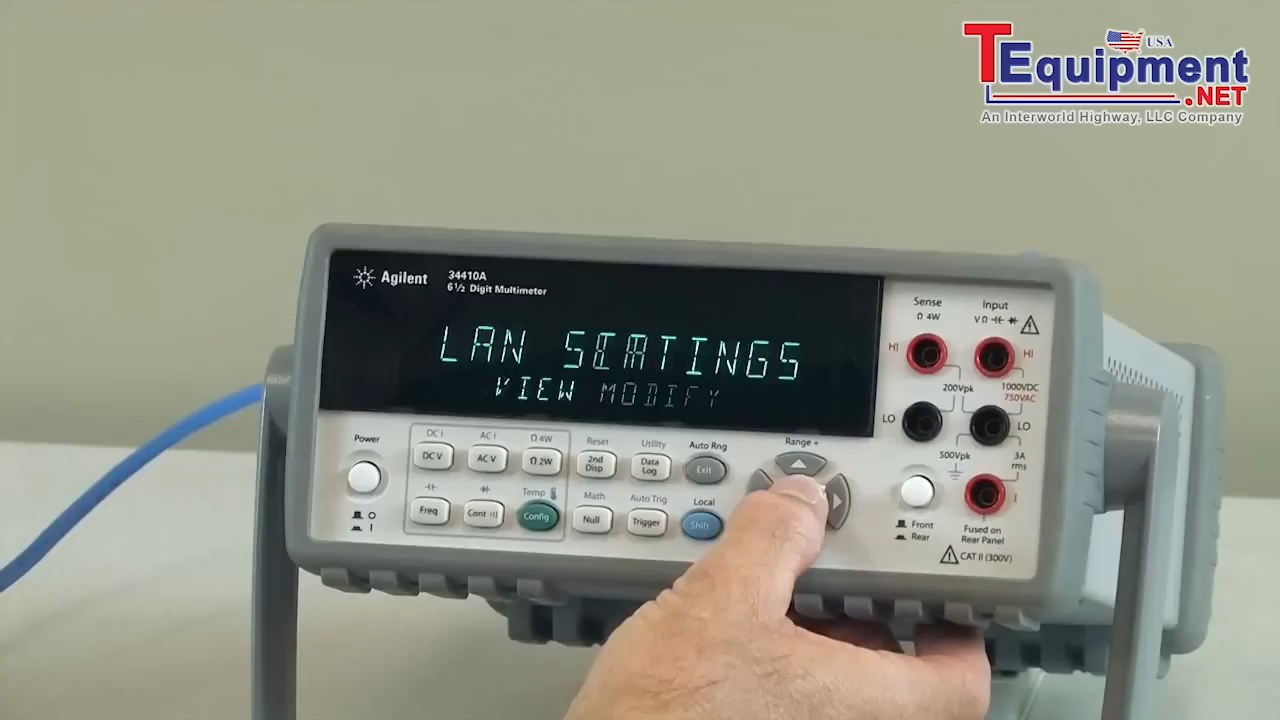 TEquipment
USA
.NET
An Interworld Highway, LLC Company
Agilent
34410A
6½ Digit Multimeter
LAN SETTINGS
VIEW MODIFY
Sense
Ω 4W
Input
VΩ
HI
HI
200Vpk
1000VDC
750VAC
LO
LO
500Vpk
3A
rms
I
Front
Rear
Fused on
Rear Panel
CAT II (300V)
Power
O
I
DC I
AC I
Ω 4W
DC V
AC V
Ω 2W
Temp
Freq
Cont
Config
Reset
Utility
Auto Rng
2nd
Disp
Data
Log
Exit
Math
Auto Trig
Local
Null
Trigger
Shift
Range +